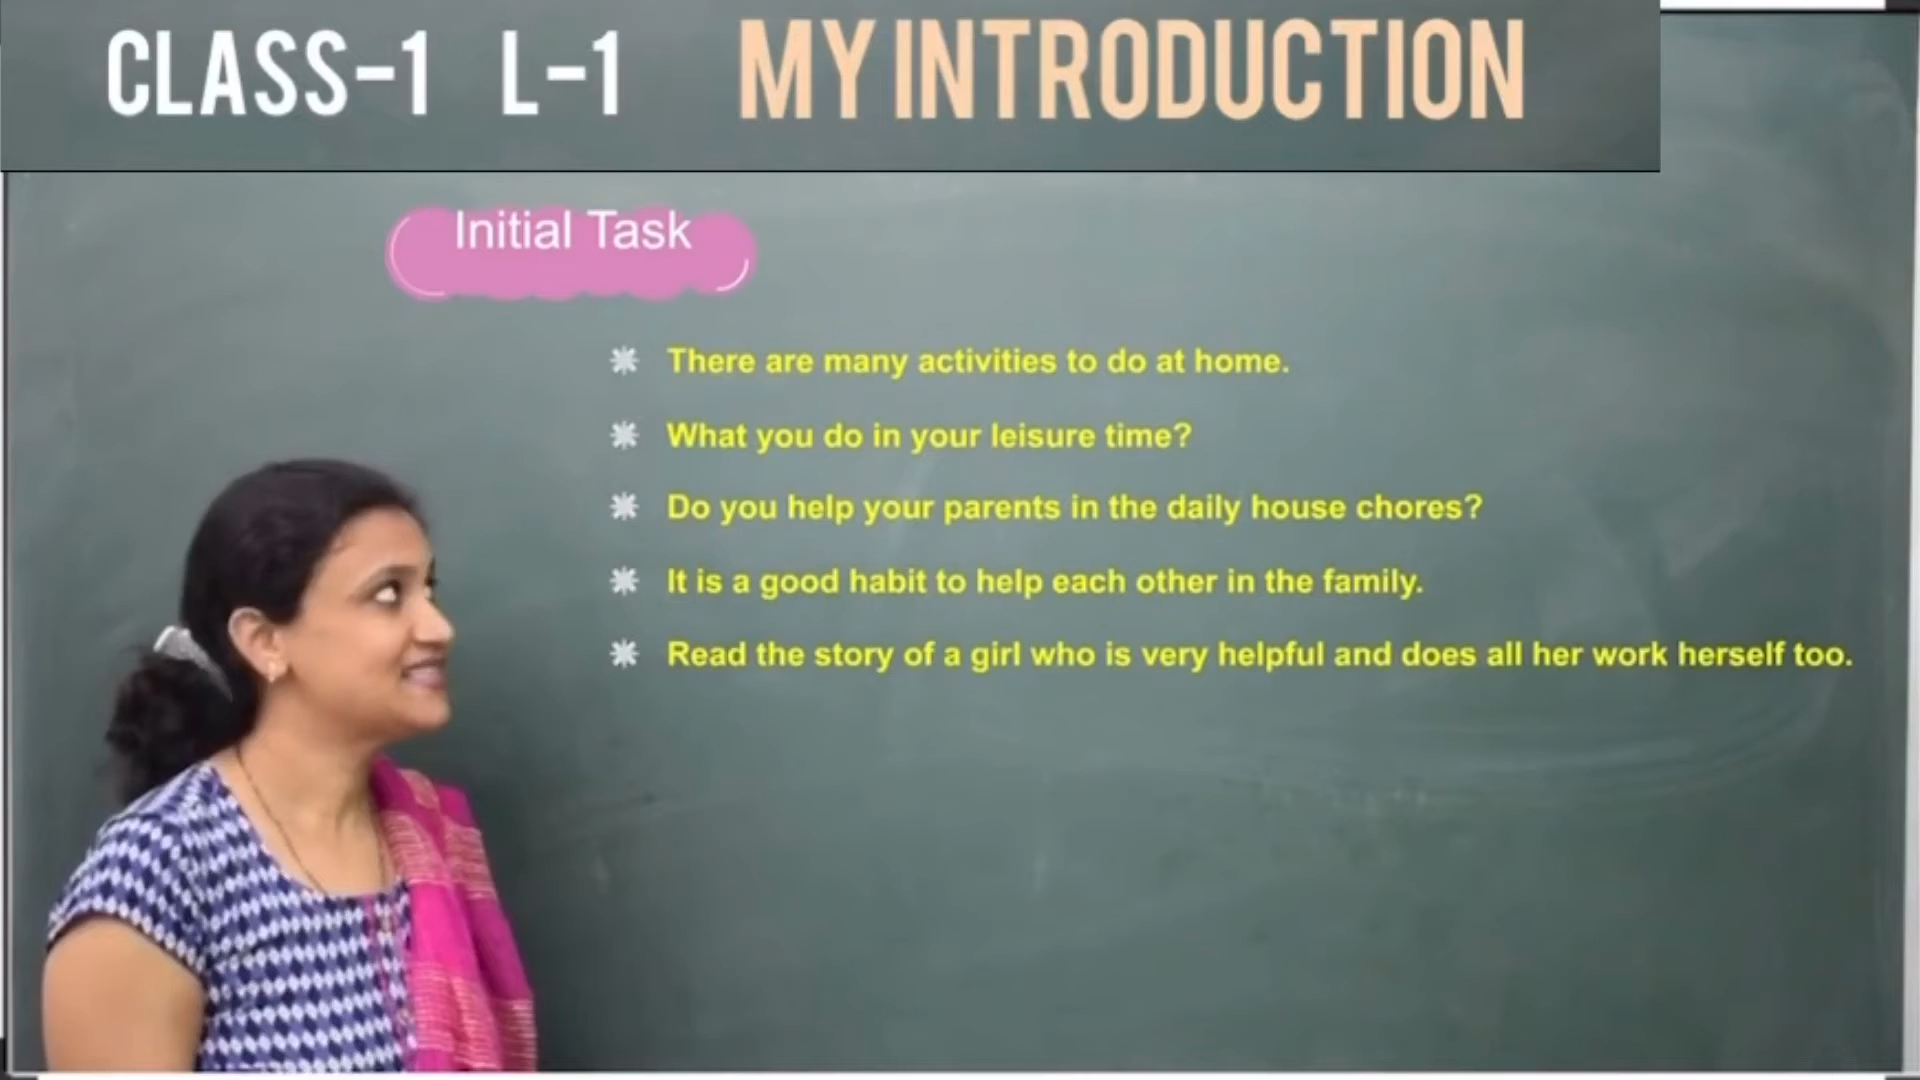 CLASS-1 L-1 MY INTRODUCTION
Initial Task
There are many activities to do at home.
What you do in your leisure time?
Do you help your parents in the daily house chores?
It is a good habit to help each other in the family.
Read the story of a girl who is very helpful and does all her work herself too.